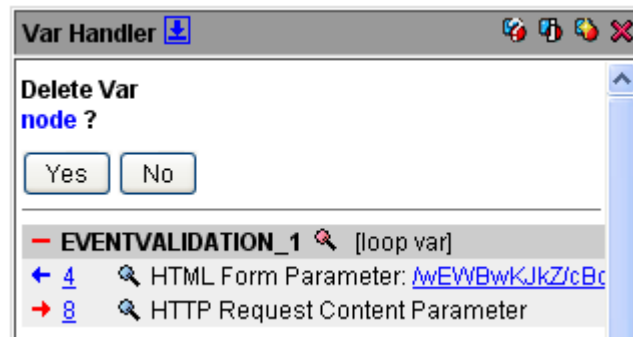 Var Handler
Delete Var
node ?
Yes No
EVENTVALIDATION_1 [loop var]
4 HTML Form Parameter: /wEWBwKJkZ/cBc
8 HTTP Request Content Parameter